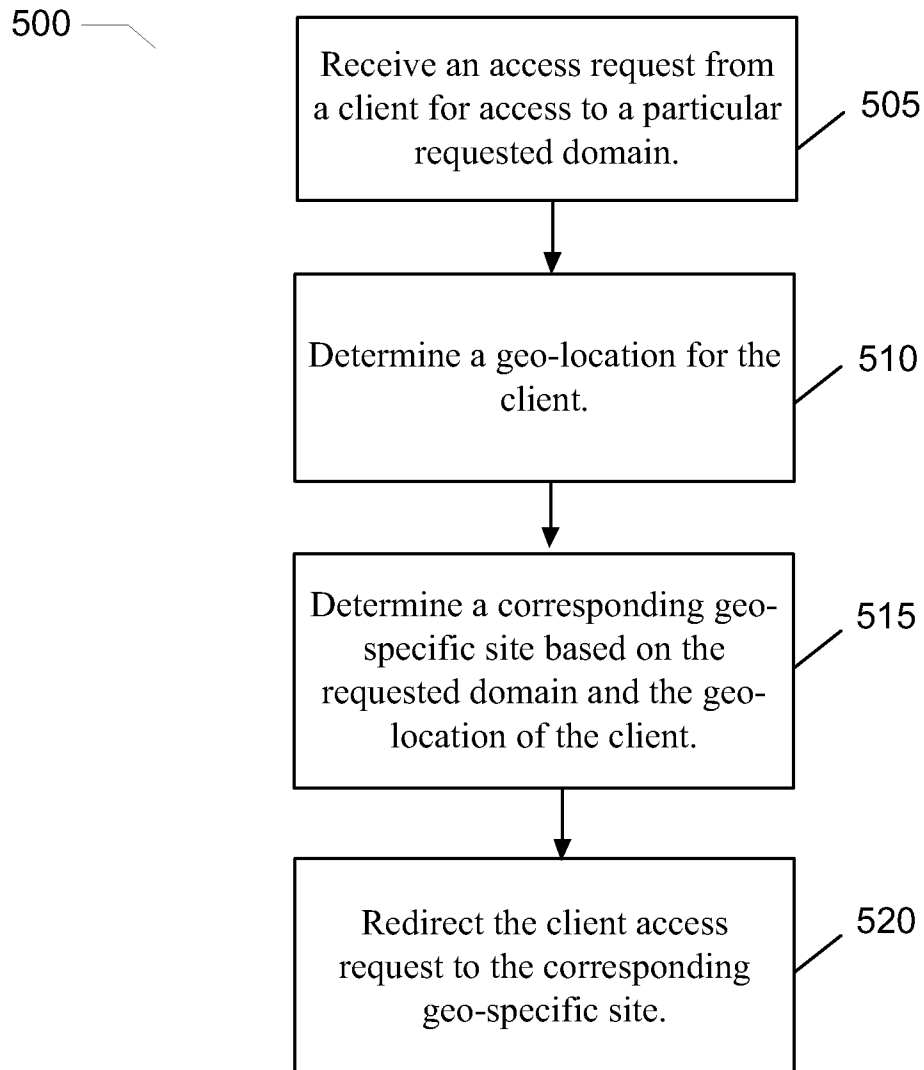 500
Receive an access request from
a client for access to a particular
requested domain.
505
Determine a geo-location for the
client.
510
Determine a corresponding geo-
specific site based on the
requested domain and the geo-
location of the client.
515
Redirect the client access
request to the corresponding
geo-specific site.
520